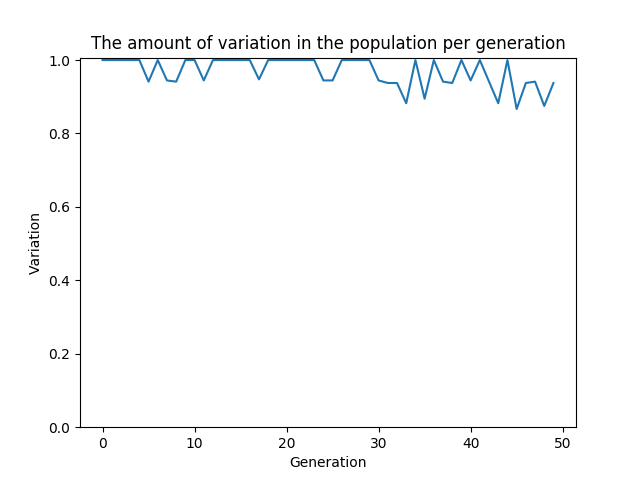 The amount of variation in the population per generation
1.0
0.8
0.6
0.4
0.2
0.0
Variation
0 10 20 30 40 50
Generation